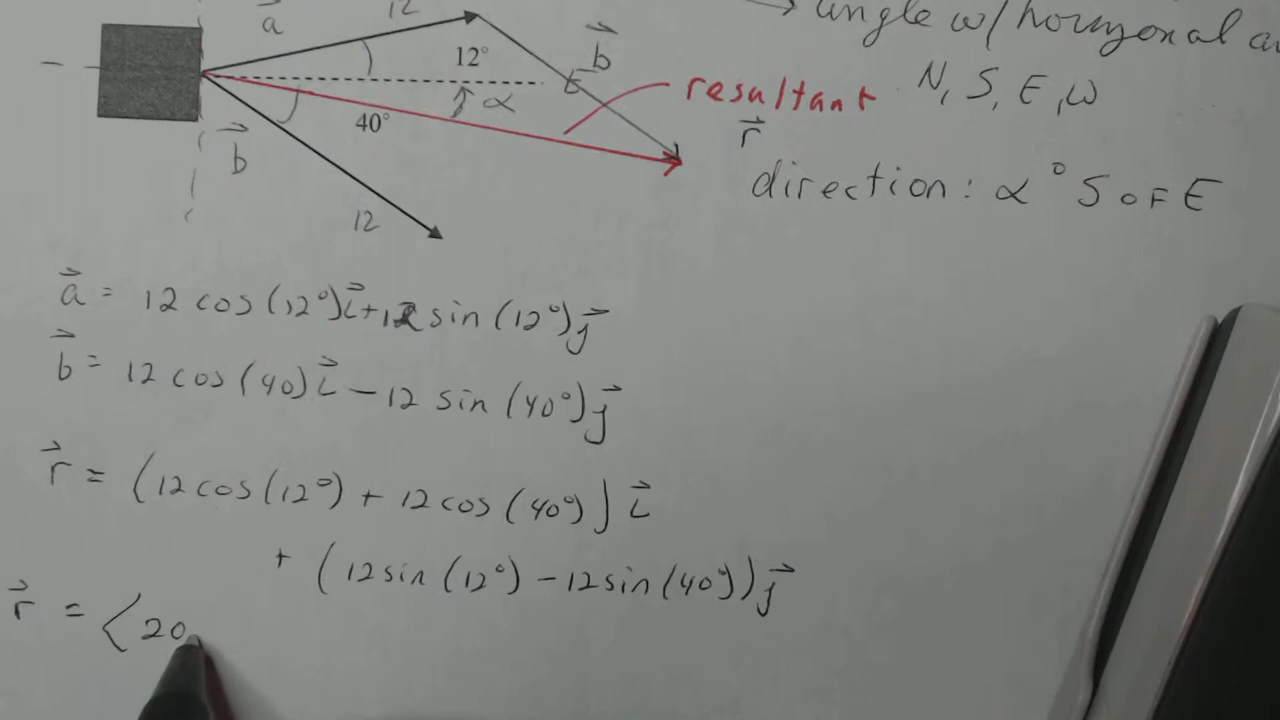 → angle w/ horizonal
N, S, E, W
a⃗ 12
12° b⃗
resultant
r⃗
α
40°
b⃗
12
direction: α° S OF E
a⃗ = 12 cos (12°)i⃗ + 12 sin (12°)j⃗
b⃗ = 12 cos (40)i⃗ − 12 sin (40°)j⃗
r⃗ = (12 cos (12°) + 12 cos (40°)) i⃗
+ (12 sin (12°) − 12 sin (40°)) j⃗
r⃗ = ⟨20